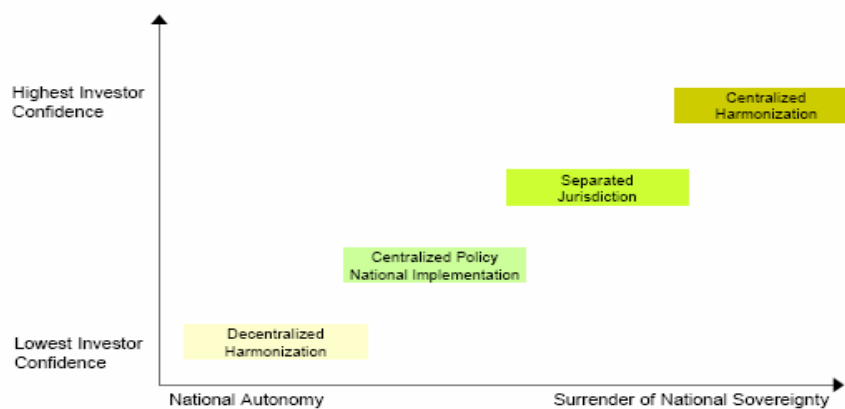 Highest Investor
Confidence
Centralized
Harmonization
Separated
Jurisdiction
Centralized Policy
National Implementation
Lowest Investor
Confidence
Decentralized
Harmonization
National Autonomy
Surrender of National Sovereignty